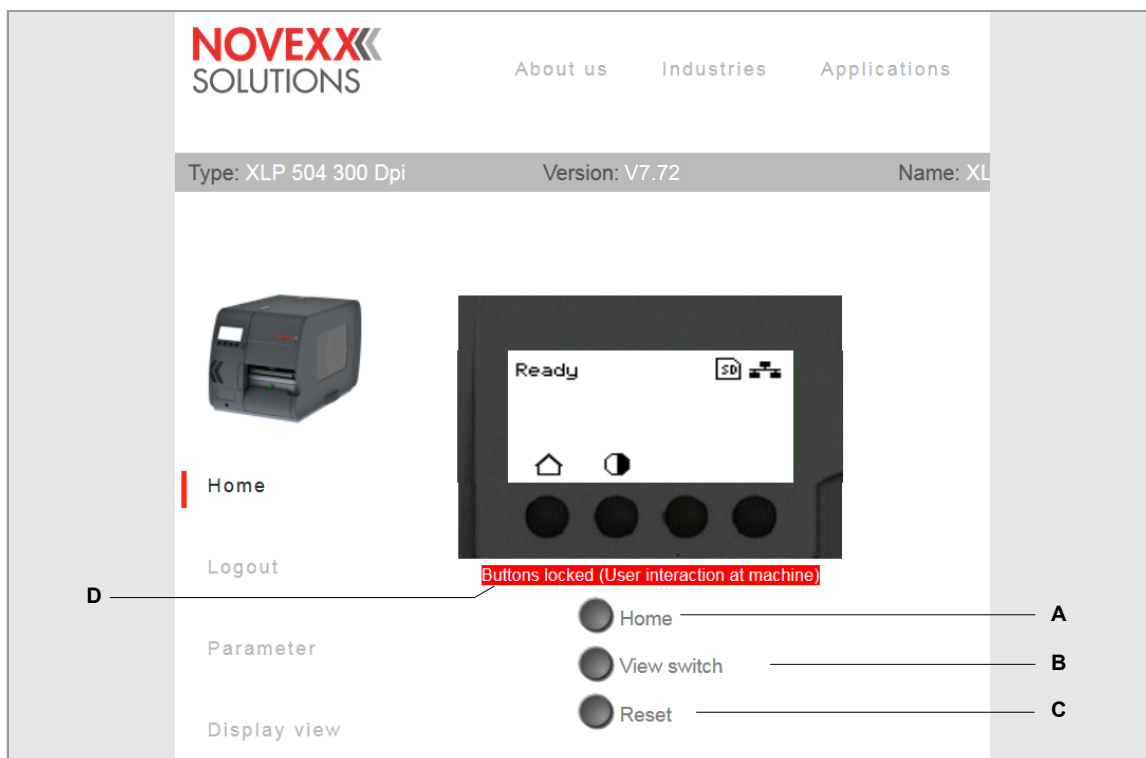 NOVEXX
SOLUTIONS
About us Industries Applications
Type: XLP 504 300 Dpi Version: V7.72 Name: XL
Ready SD
Home
Logout
Buttons locked (User interaction at machine)
D
Home A
Parameter
View switch B
Reset C
Display view